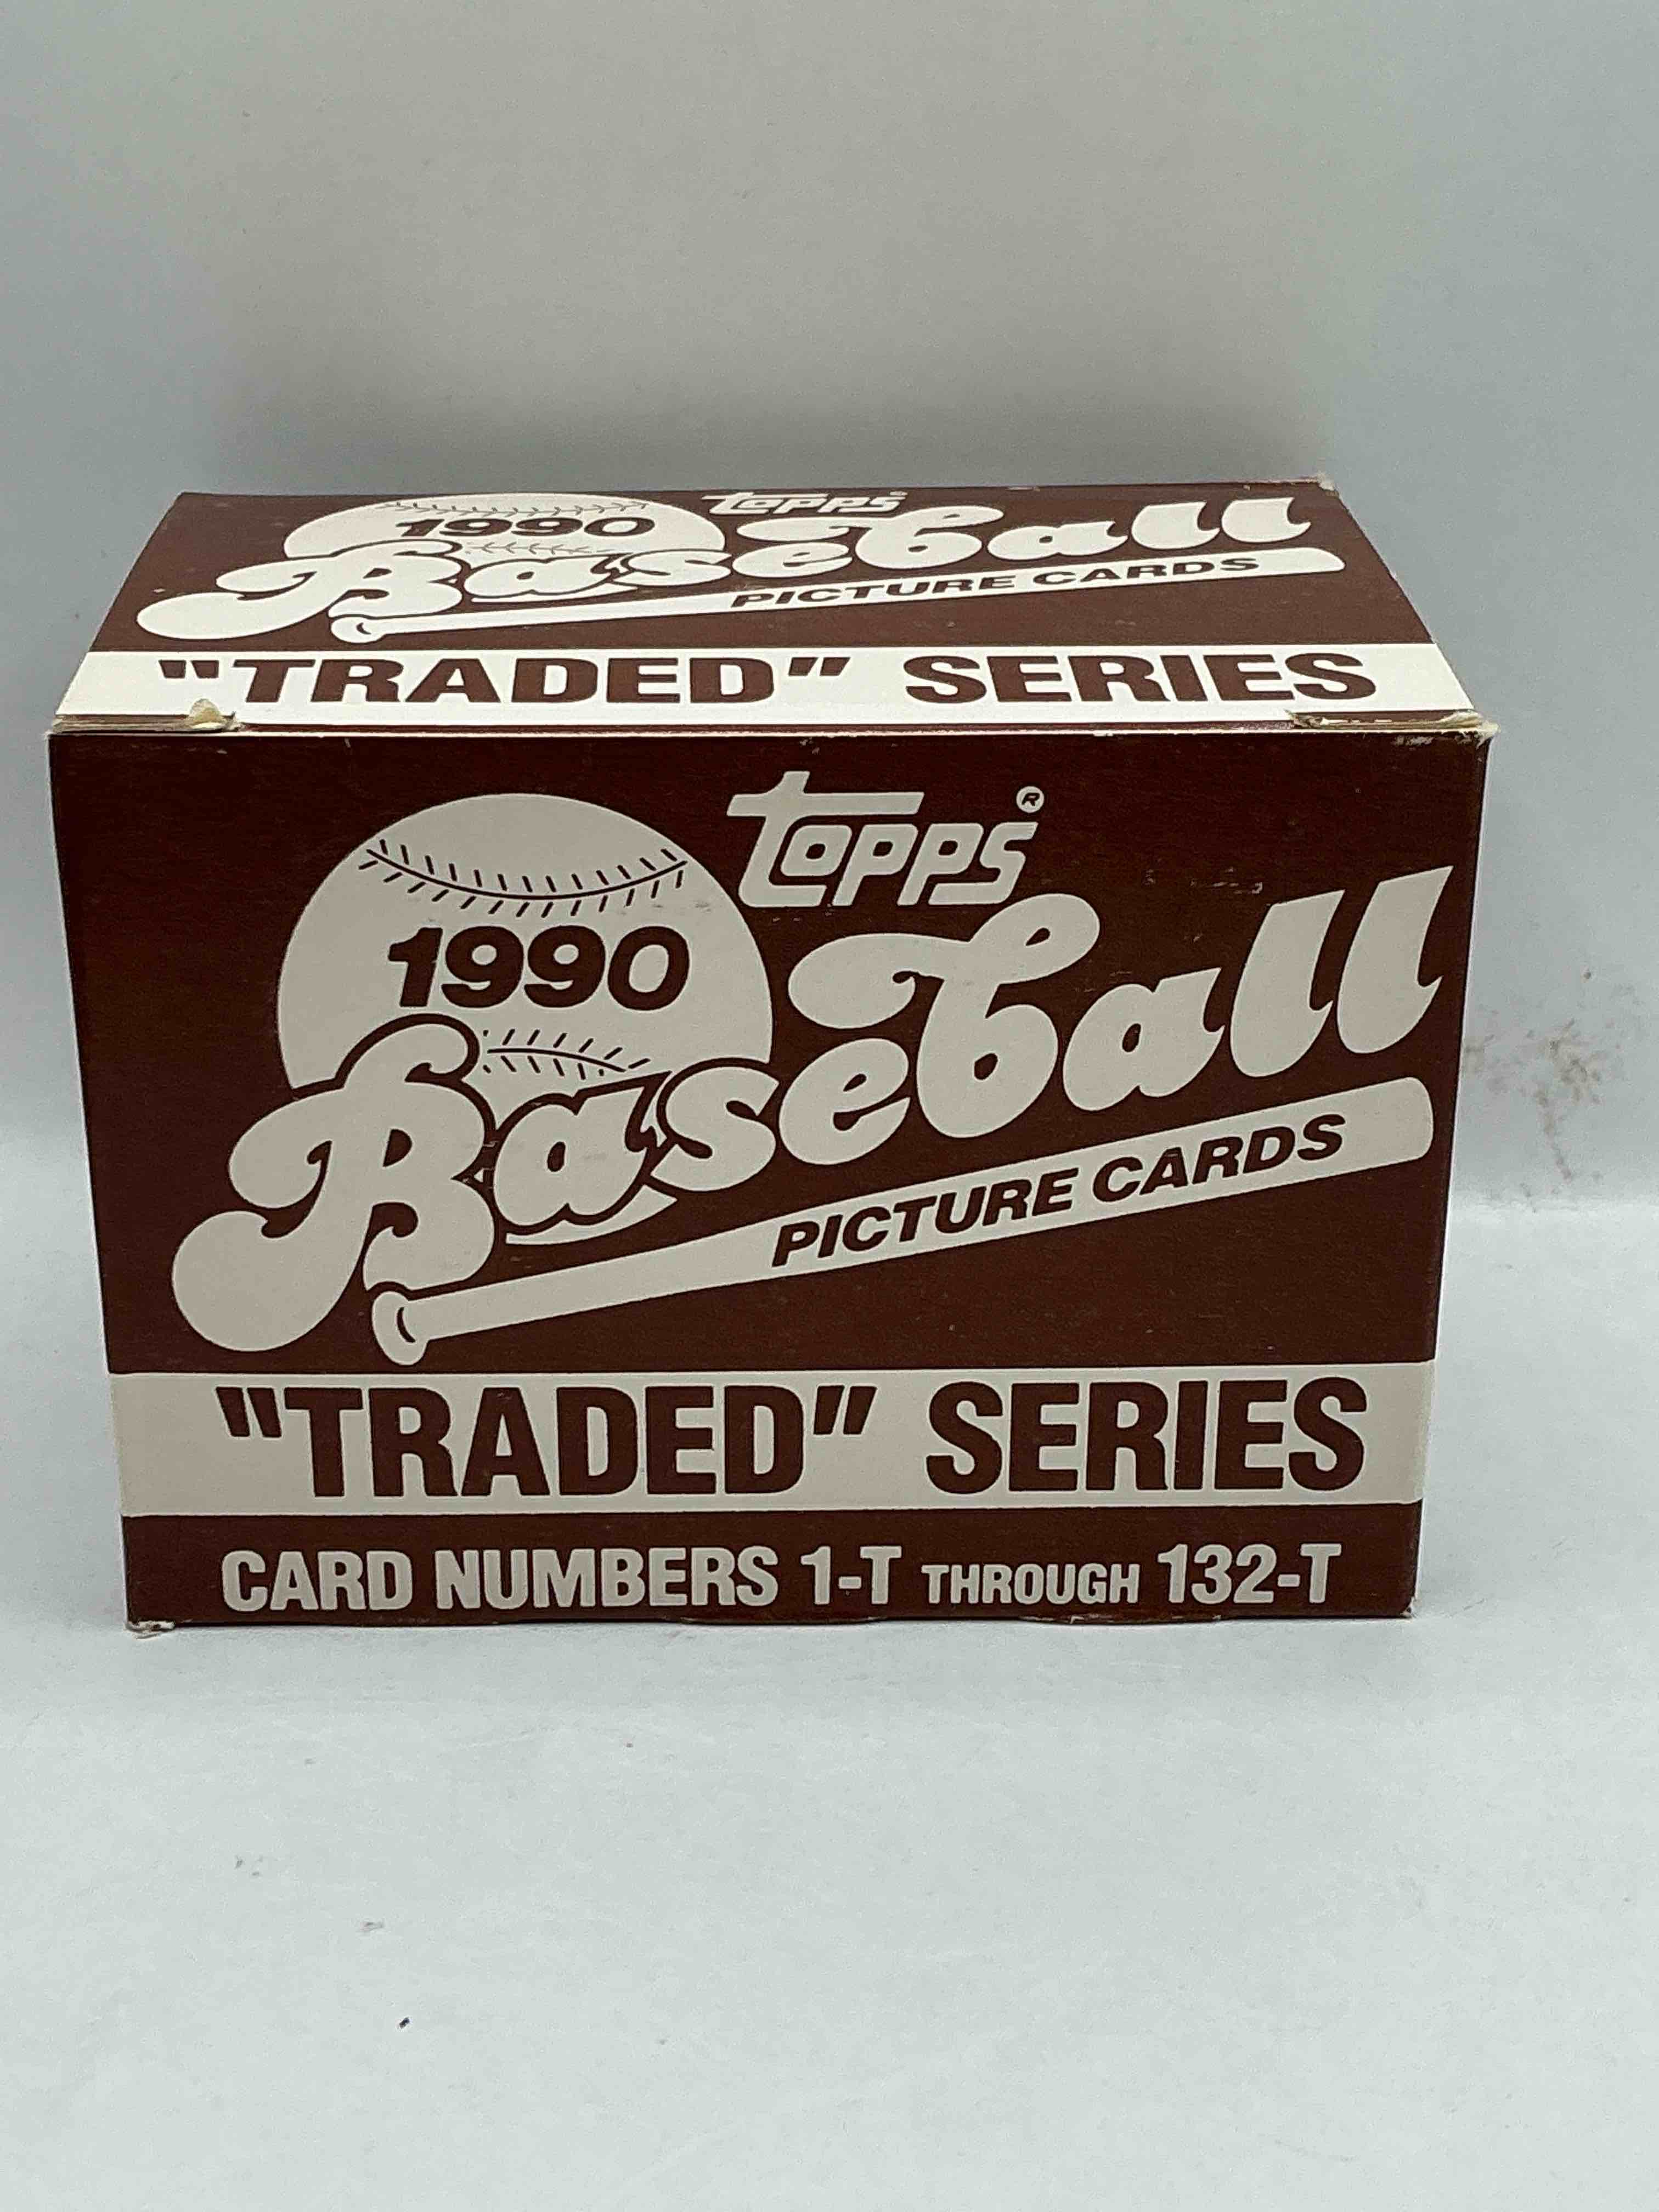 topps
1990
Baseball
PICTURE CARDS
"TRADED" SERIES
topps®
1990
Baseball
PICTURE CARDS
"TRADED" SERIES
CARD NUMBERS 1-T THROUGH 132-T